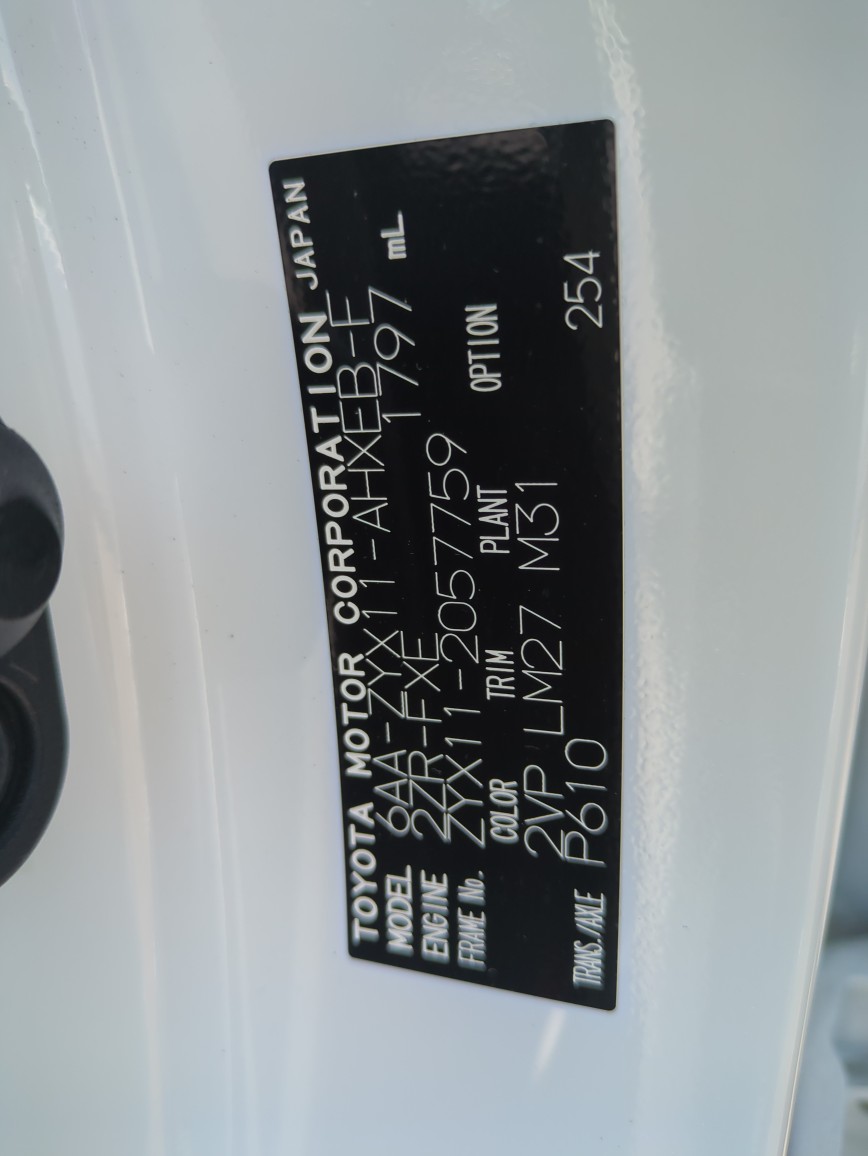 TOYOTA MOTOR CORPORATION JAPAN
MODEL 6AA-ZYX11-AHXEB-F
ENGINE 2ZR-FXE 1797 mL
FRAME No. ZYX11-2057759
COLOR TRIM PLANT OPTION
2VP LM27 M31
TRANS./AXLE P610 254